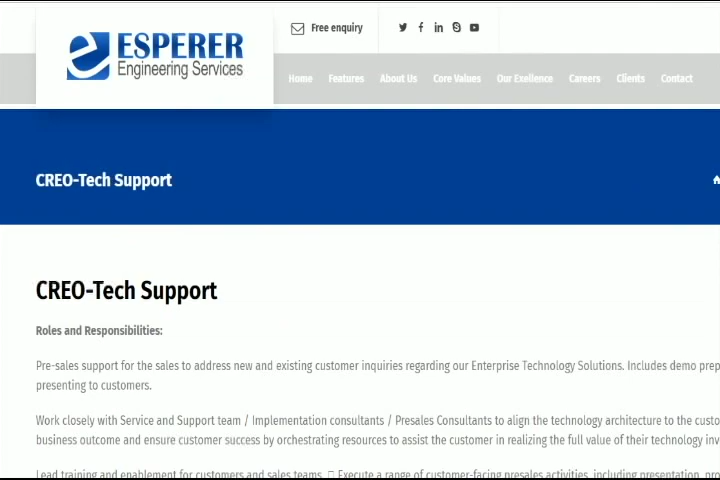 Free enquiry
ESPERER
Engineering Services
Home Features About Us Core Values Our Exellence Careers Clients Contact
CREO-Tech Support
CREO-Tech Support
Roles and Responsibilities:
Pre-sales support for the sales to address new and existing customer inquiries regarding our Enterprise Technology Solutions. Includes demo prep
presenting to customers.
Work closely with Service and Support team / Implementation consultants / Presales Consultants to align the technology architecture to the custo
business outcome and ensure customer success by orchestrating resources to assist the customer in realizing the full value of their technology inv
Lead training and enablement for customers and sales teams. Execute a range of customer-facing presales activities, including presentation, pro